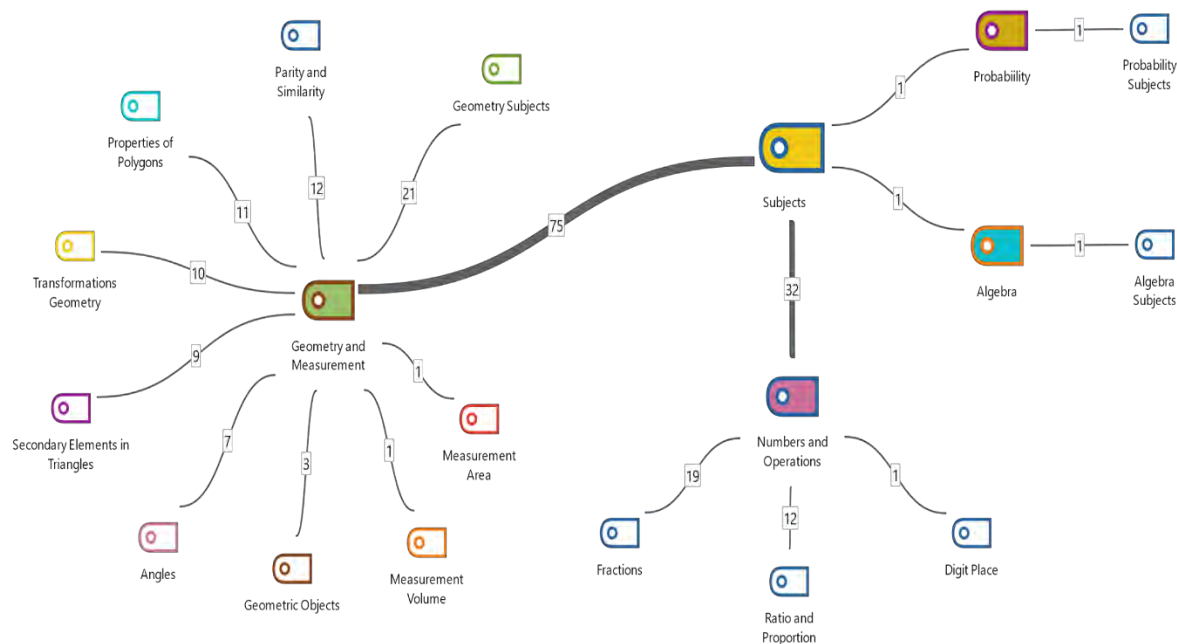 Parity and
Similarity
12
Geometry Subjects
21
Properties of
Polygons
11
Transformations
Geometry
10
Secondary Elements in
Triangles
9
Geometry and
Measurement
75
Angles
7
Geometric Objects
3
Measurement
Volume
1
Measurement
Area
1
Subjects
1
Probabiility
1
Probability
Subjects
1
Algebra
1
Algebra
Subjects
32
Numbers and
Operations
19
Fractions
12
Ratio and
Proportion
1
Digit Place